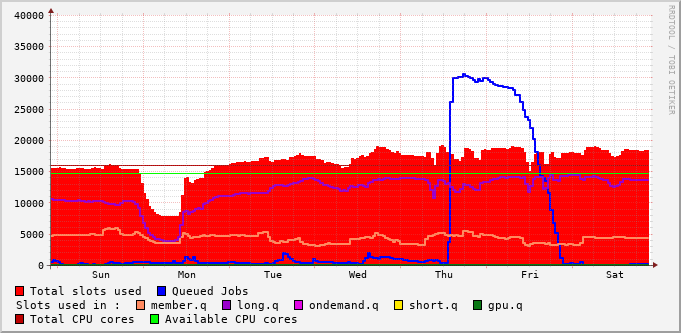 40000
35000
30000
25000
20000
15000
10000
5000
0
Sun Mon Tue Wed Thu Fri Sat
RRDTOOL / TOBI OETIKER
Total slots used Queued Jobs
Slots used in : member.q long.q ondemand.q short.q gpu.q
Total CPU cores Available CPU cores